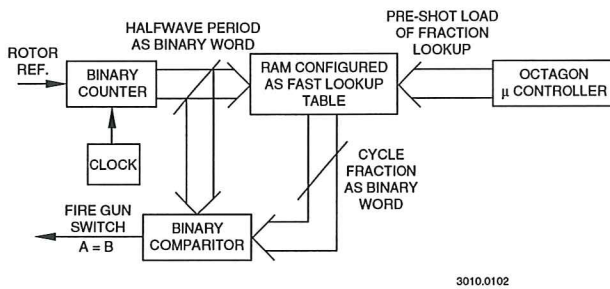 HALFWAVE PERIOD
AS BINARY WORD
PRE-SHOT LOAD
OF FRACTION
LOOKUP
ROTOR
REF.
BINARY
COUNTER
RAM CONFIGURED
AS FAST LOOKUP
TABLE
OCTAGON
μ CONTROLLER
CLOCK
CYCLE
FRACTION
AS BINARY
WORD
FIRE GUN
SWITCH
A = B
BINARY
COMPARITOR
3010.0102